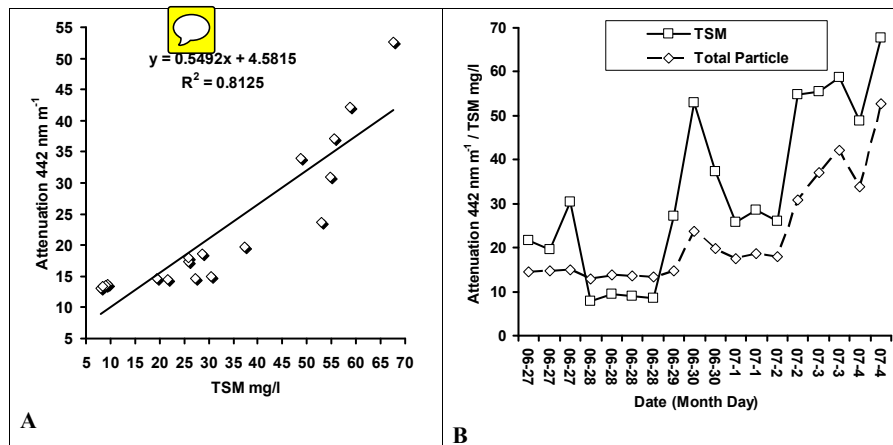 y = 0.5492x + 4.5815
R² = 0.8125
Attenuation 442 nm m⁻¹
55
50
45
40
35
30
25
20
15
10
5
5 10 15 20 25 30 35 40 45 50 55 60 65 70
TSM mg/l
A
TSM
Total Particle
Attenuation 442 nm m⁻¹ / TSM mg/l
70
60
50
40
30
20
10
0
06-27 06-27 06-27 06-28 06-28 06-28 06-28 06-29 06-30 06-30 07-1 07-1 07-2 07-2 07-3 07-3 07-4 07-4
Date (Month Day)
B